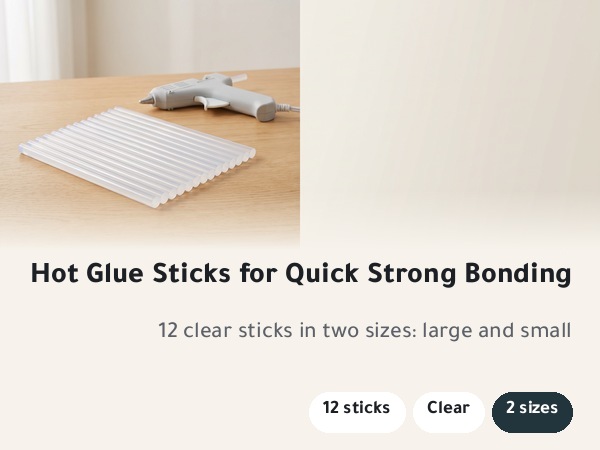 Hot Glue Sticks for Quick Strong Bonding
12 clear sticks in two sizes: large and small
12 sticks
Clear
2 sizes